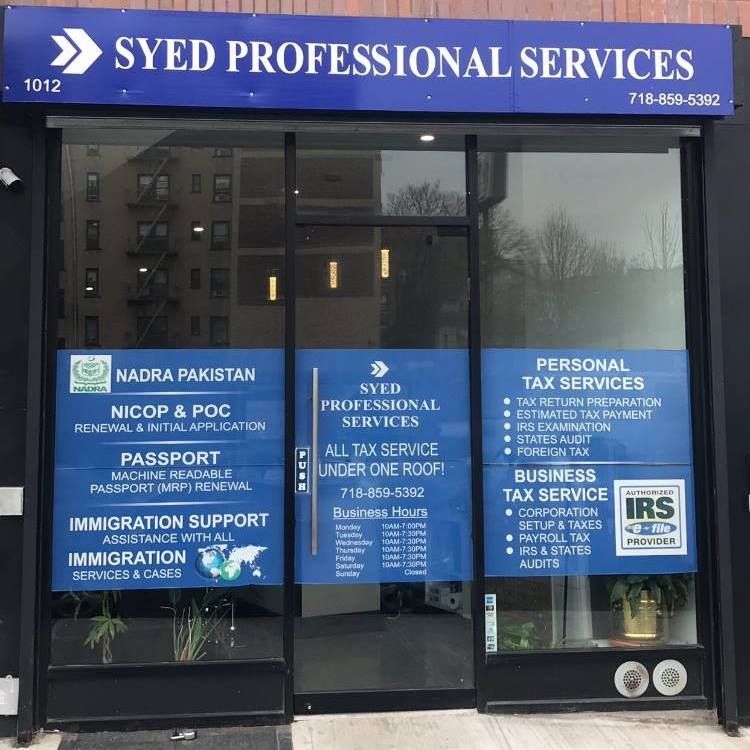 SYED PROFESSIONAL SERVICES
1012
718-859-5392
NADRA
NADRA PAKISTAN
NICOP & POC
RENEWAL & INITIAL APPLICATION
PASSPORT
MACHINE READABLE
PASSPORT (MRP) RENEWAL
IMMIGRATION SUPPORT
ASSISTANCE WITH ALL
IMMIGRATION
SERVICES & CASES
SYED
PROFESSIONAL
SERVICES
ALL TAX SERVICE
UNDER ONE ROOF!
718-859-5392
Business Hours
Monday 10AM-7:00PM
Tuesday 10AM-7:30PM
Wednesday 10AM-7:30PM
Thursday 10AM-7:30PM
Friday 10AM-7:30PM
Saturday 10AM-7:30PM
Sunday Closed
PUSH
PERSONAL
TAX SERVICES
• TAX RETURN PREPARATION
• ESTIMATED TAX PAYMENT
• IRS EXAMINATION
• STATES AUDIT
• FOREIGN TAX
BUSINESS
TAX SERVICE
• CORPORATION
SETUP & TAXES
• PAYROLL TAX
• IRS & STATES
AUDITS
AUTHORIZED
IRS
e-file
PROVIDER